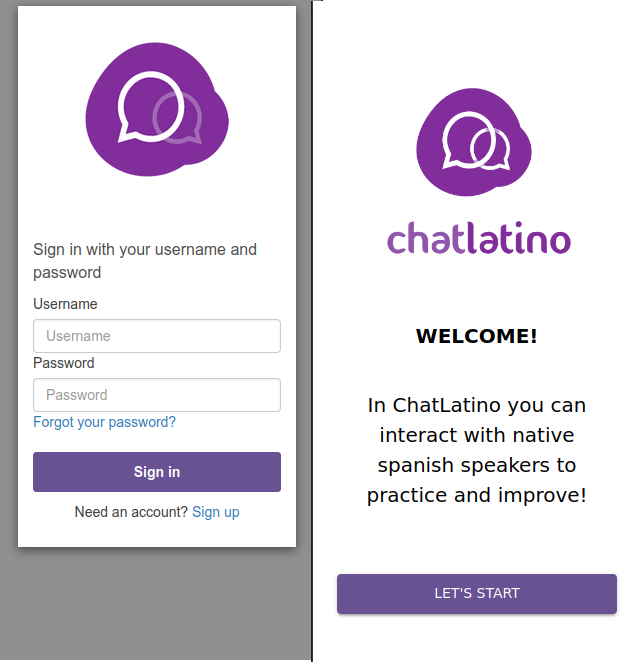 Sign in with your username and
password
Username
Username
Password
Password
Forgot your password?
Sign in
Need an account? Sign up
chatlatino
WELCOME!
In ChatLatino you can
interact with native
spanish speakers to
practice and improve!
LET'S START